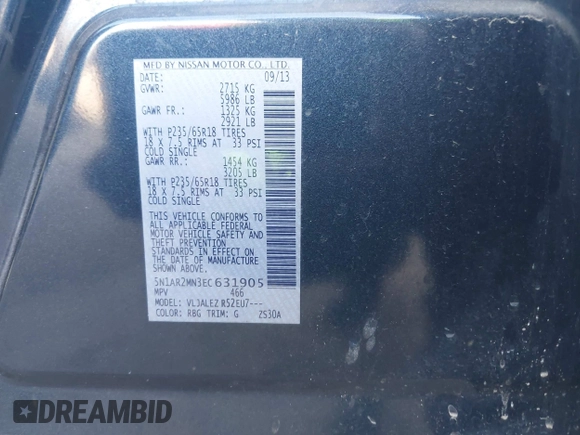 MFD BY NISSAN MOTOR CO., LTD.
DATE: 09/13
GVWR: 2715 KG
5986 LB
GAWR FR.: 1325 KG
2921 LB
WITH P235/65R18 TIRES
18 X 7.5 RIMS AT 33 PSI
COLD SINGLE
GAWR RR.: 1454 KG
3205 LB
WITH P235/65R18 TIRES
18 X 7.5 RIMS AT 33 PSI
COLD SINGLE
THIS VEHICLE CONFORMS TO
ALL APPLICABLE FEDERAL
MOTOR VEHICLE SAFETY AND
THEFT PREVENTION
STANDARDS IN EFFECT ON
THE DATE OF MANUFACTURE
SHOWN ABOVE.
5N1AR2MN3EC631905
MPV 466
MODEL: VLJALEZ R52EU7---
COLOR: RBG TRIM: G ZS30A
DREAMBID